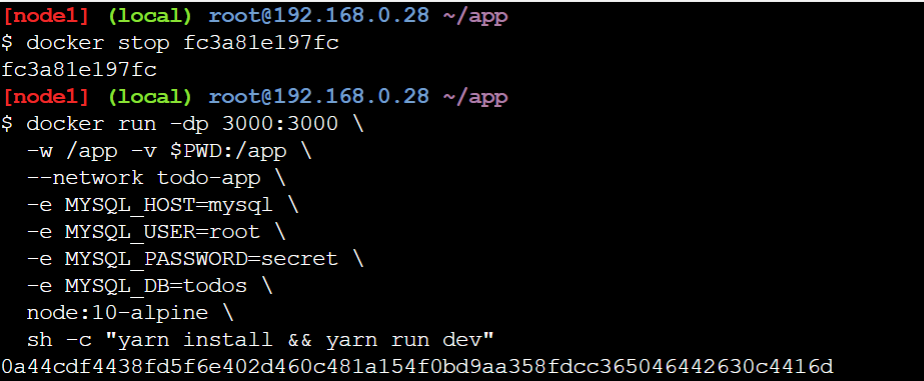 [node1] (local) root@192.168.0.28 ~/app
$ docker stop fc3a81e197fc
fc3a81e197fc
[node1] (local) root@192.168.0.28 ~/app
$ docker run -dp 3000:3000 \
  -w /app -v $PWD:/app \
  --network todo-app \
  -e MYSQL_HOST=mysql \
  -e MYSQL_USER=root \
  -e MYSQL_PASSWORD=secret \
  -e MYSQL_DB=todos \
  node:10-alpine \
  sh -c "yarn install && yarn run dev"
0a44cdf4438fd5f6e402d460c481a154f0bd9aa358fdcc365046442630c4416d